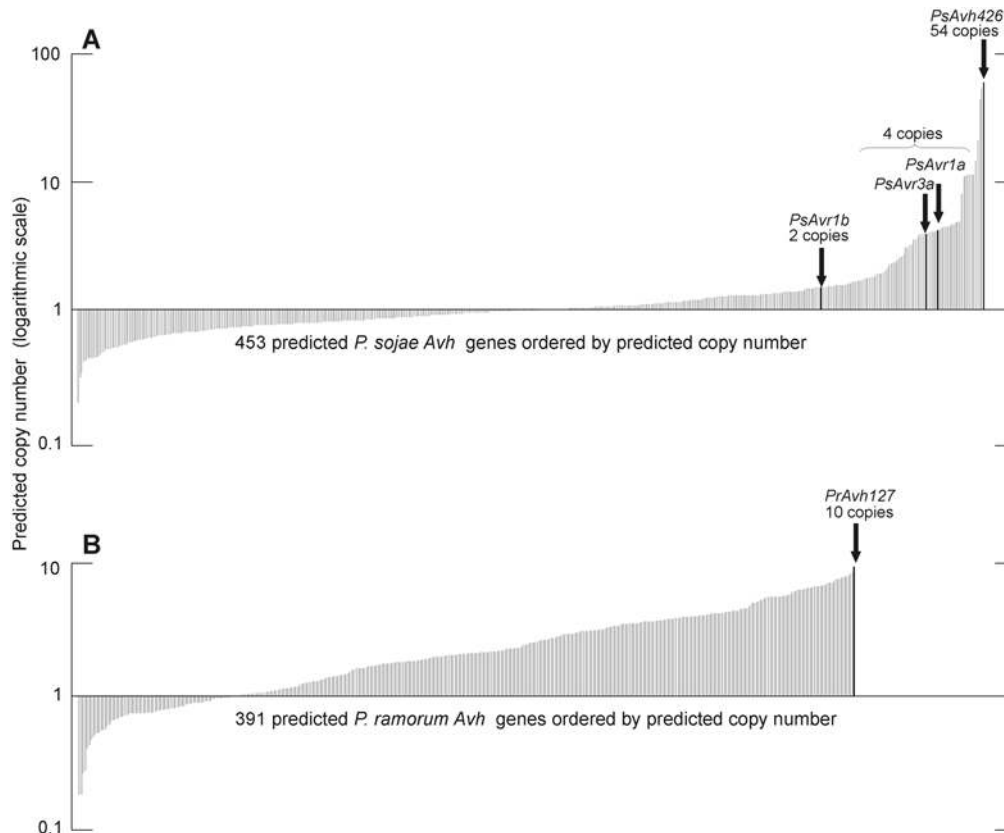 A
PsAvh426
54 copies
100
4 copies
PsAvr1a
10
PsAvr3a
PsAvr1b
2 copies
1
453 predicted P. sojae Avh genes ordered by predicted copy number
0.1
Predicted copy number (logarithmic scale)
PrAvh127
10 copies
B
10
1
391 predicted P. ramorum Avh genes ordered by predicted copy number
0.1